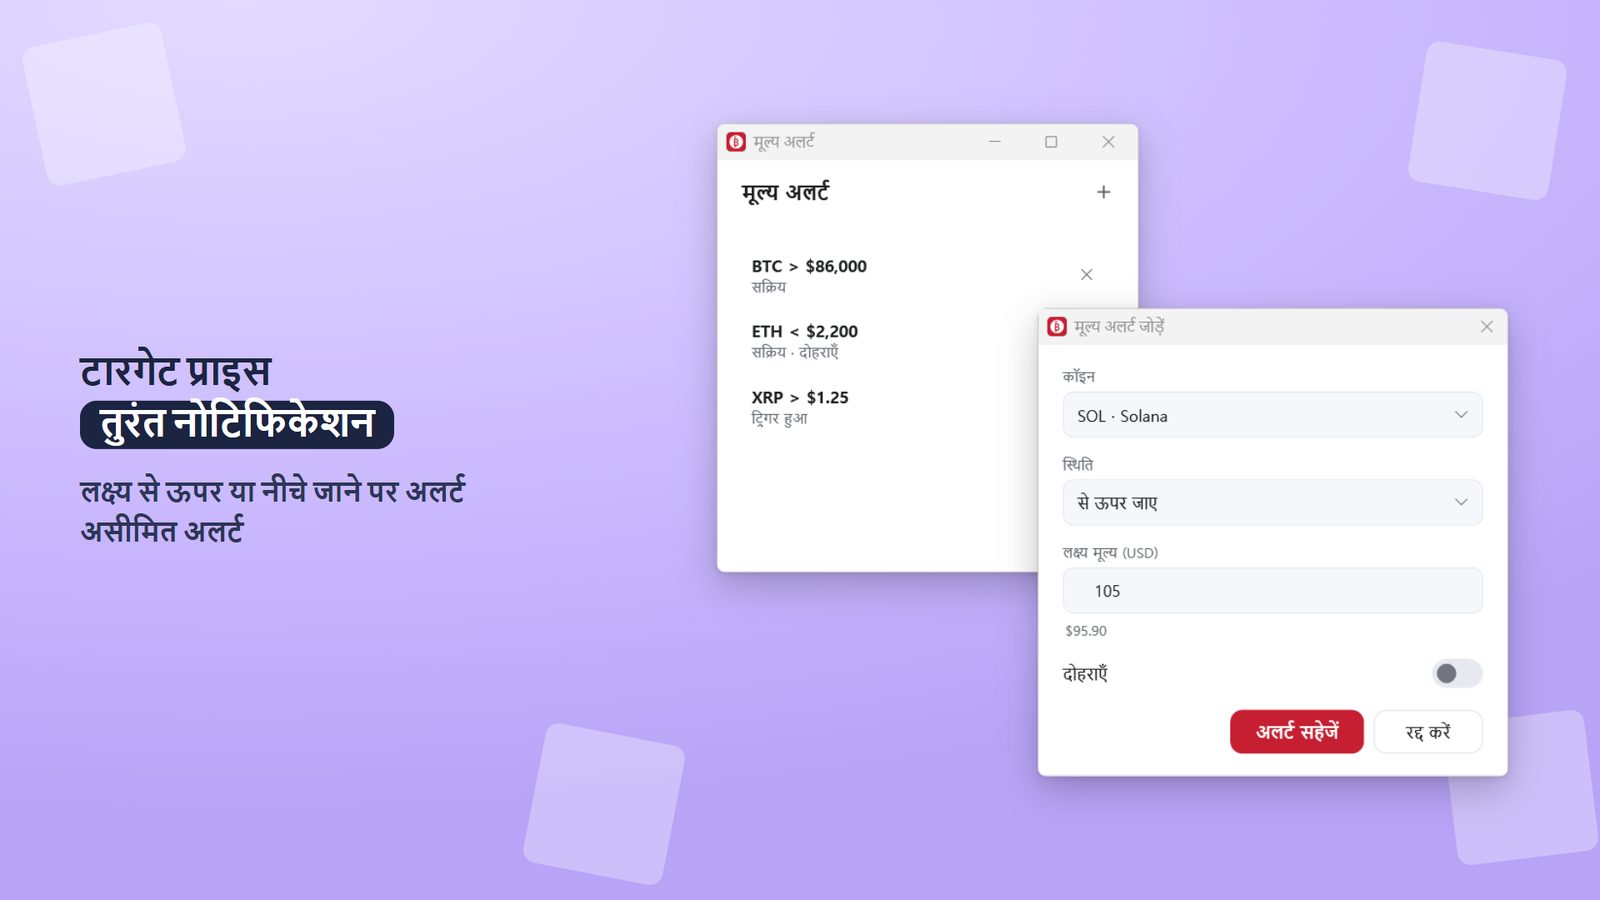 टारगेट प्राइस
तुरंत नोटिफिकेशन
लक्ष्य से ऊपर या नीचे जाने पर अलर्ट
असीमित अलर्ट
मूल्य अलर्ट
मूल्य अलर्ट
BTC > $86,000
सक्रिय
ETH < $2,200
सक्रिय · दोहराएँ
XRP > $1.25
ट्रिगर हुआ
मूल्य अलर्ट जोड़ें
कॉइन
SOL · Solana
स्थिति
से ऊपर जाए
लक्ष्य मूल्य (USD)
105
$95.90
दोहराएँ
अलर्ट सहेजें
रद्द करें